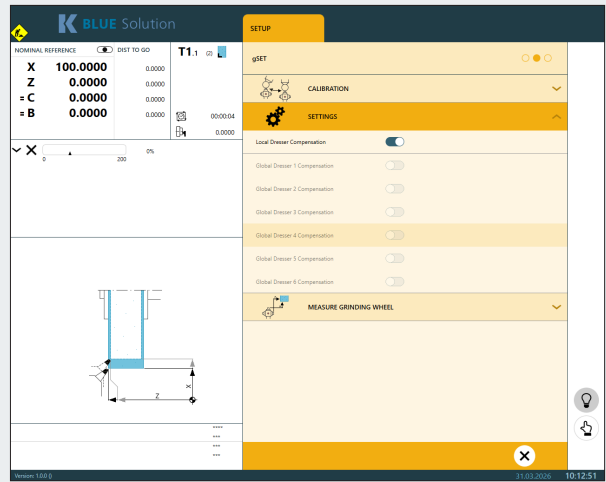 K BLUE Solution
SETUP
NOMINAL REFERENCE DIST TO GO
X 100.0000 0.0000
Z 0.0000 0.0000
= C 0.0000 0.0000
= B 0.0000 0.0000
T1.1 (2)
00:00:04
0.0000
0%
0 200
X
Z
****
***
***
***
gSET
CALIBRATION
SETTINGS
Local Dresser Compensation
Global Dresser 1 Compensation
Global Dresser 2 Compensation
Global Dresser 3 Compensation
Global Dresser 4 Compensation
Global Dresser 5 Compensation
Global Dresser 6 Compensation
MEASURE GRINDING WHEEL
Version: 1.0.0 ()
31.03.2026 10:12:51